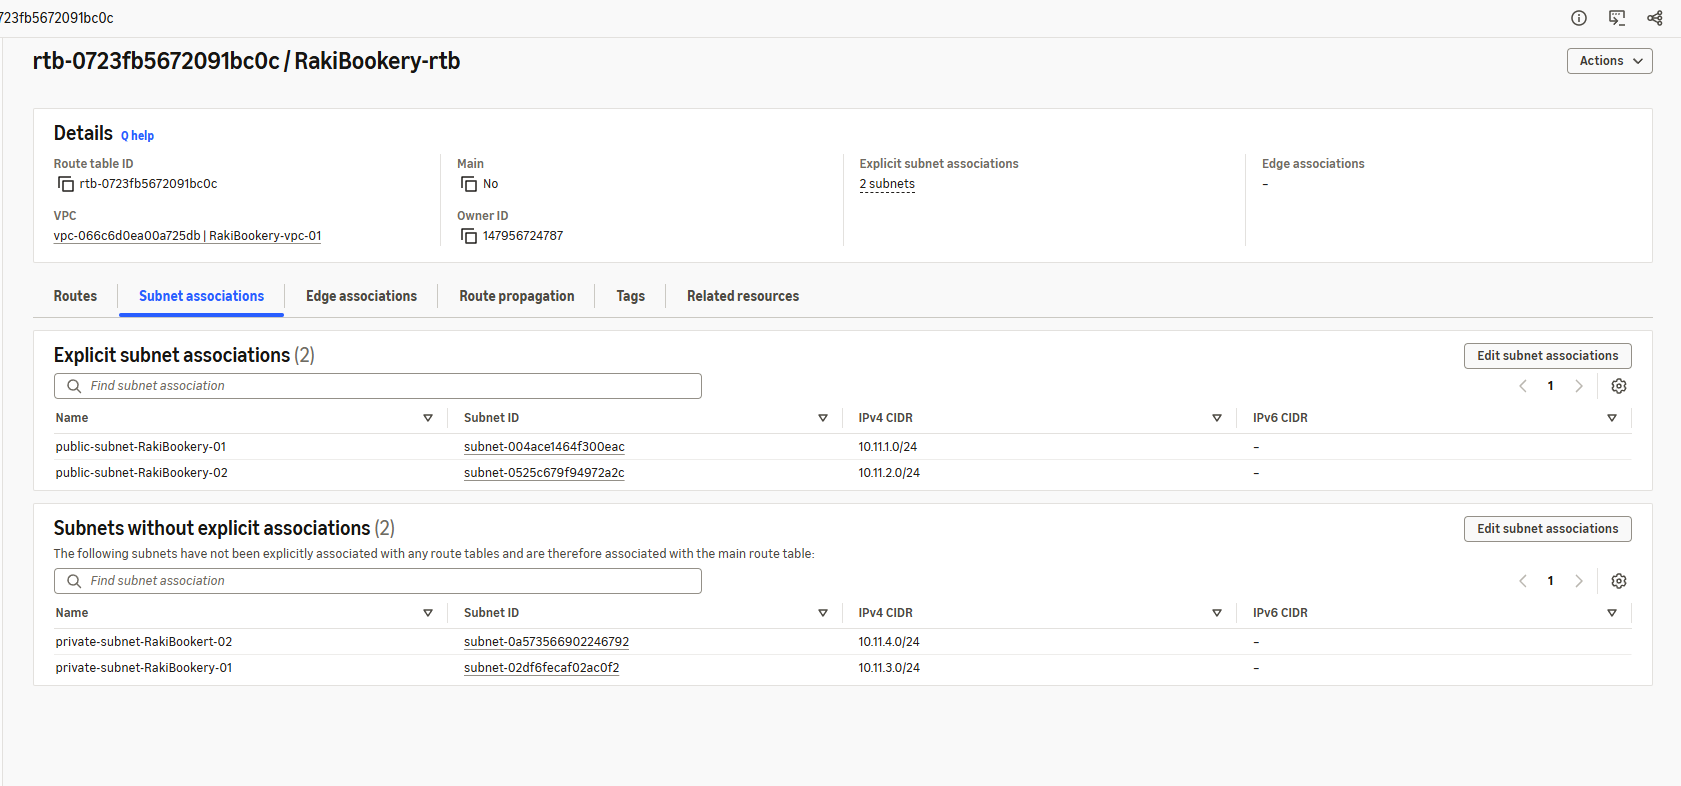 723fb5672091bc0c
rtb-0723fb5672091bc0c / RakiBookery-rtb
Actions
Details Q help
Route table ID
rtb-0723fb5672091bc0c
Main
No
Explicit subnet associations
2 subnets
Edge associations
–
VPC
vpc-066c6d0ea00a725db | RakiBookery-vpc-01
Owner ID
147956724787
Routes Subnet associations Edge associations Route propagation Tags Related resources
Explicit subnet associations (2) Edit subnet associations
Find subnet association 1
Name Subnet ID IPv4 CIDR IPv6 CIDR
public-subnet-RakiBookery-01 subnet-004ace1464f300eac 10.11.1.0/24 –
public-subnet-RakiBookery-02 subnet-0525c679f94972a2c 10.11.2.0/24 –
Subnets without explicit associations (2) Edit subnet associations
The following subnets have not been explicitly associated with any route tables and are therefore associated with the main route table:
Find subnet association 1
Name Subnet ID IPv4 CIDR IPv6 CIDR
private-subnet-RakiBookert-02 subnet-0a573566902246792 10.11.4.0/24 –
private-subnet-RakiBookery-01 subnet-02df6fecaf02ac0f2 10.11.3.0/24 –